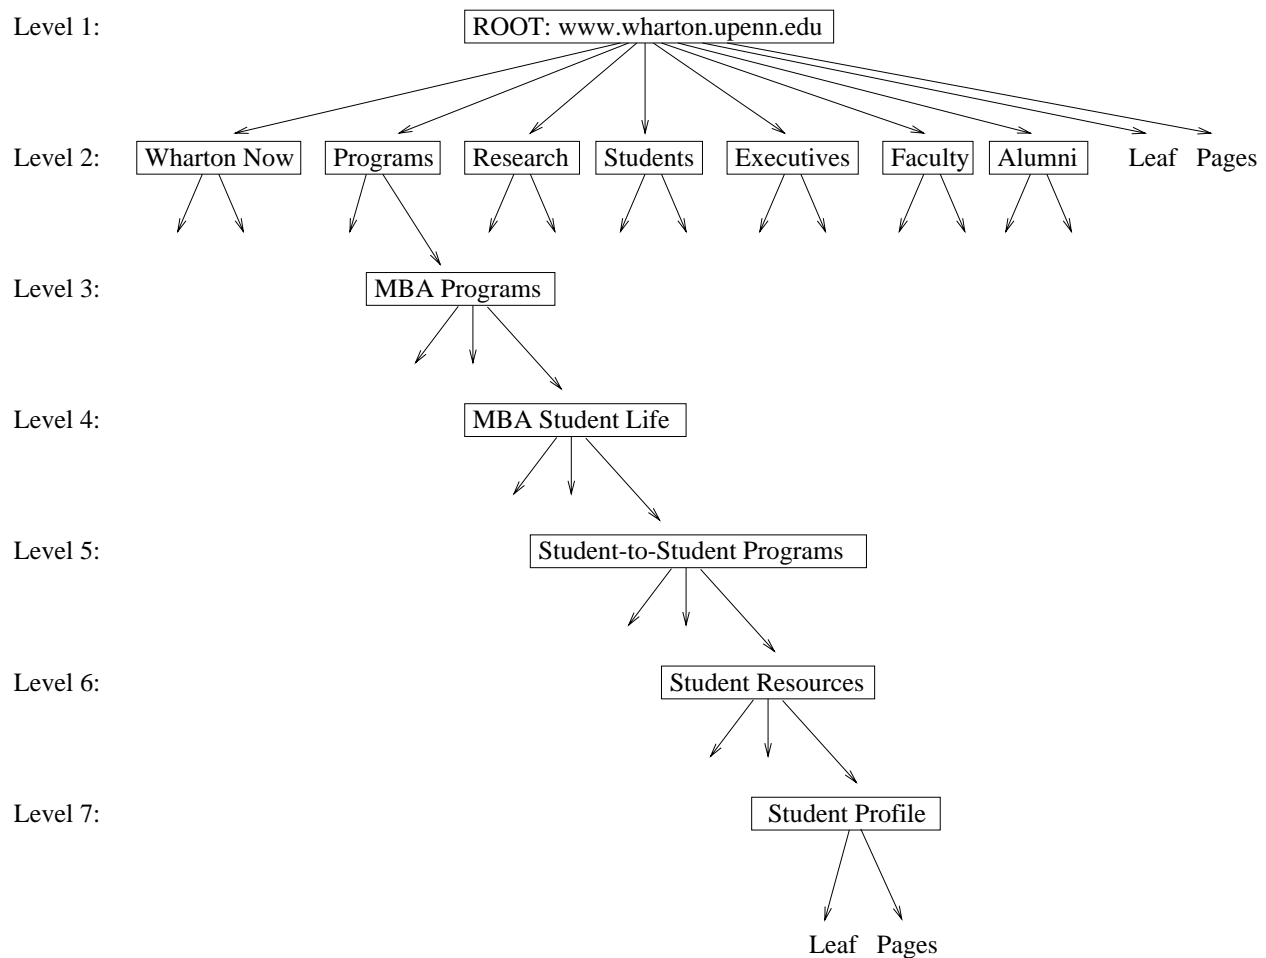 Level 1: ROOT: www.wharton.upenn.edu
Level 2: Wharton Now Programs Research Students Executives Faculty Alumni Leaf Pages
Level 3: MBA Programs
Level 4: MBA Student Life
Level 5: Student-to-Student Programs
Level 6: Student Resources
Level 7: Student Profile
Leaf Pages